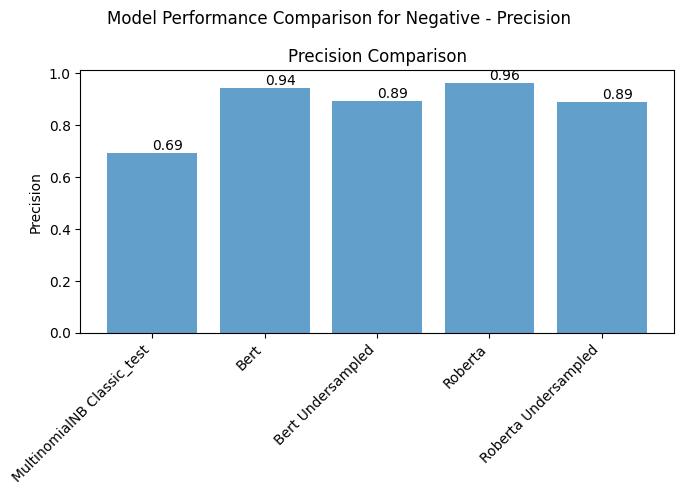 Model Performance Comparison for Negative - Precision
Precision Comparison
Precision
1.0
0.8
0.6
0.4
0.2
0.0
0.69
0.94
0.89
0.96
0.89
MultinomialNB Classic_test
Bert
Bert Undersampled
Roberta
Roberta Undersampled